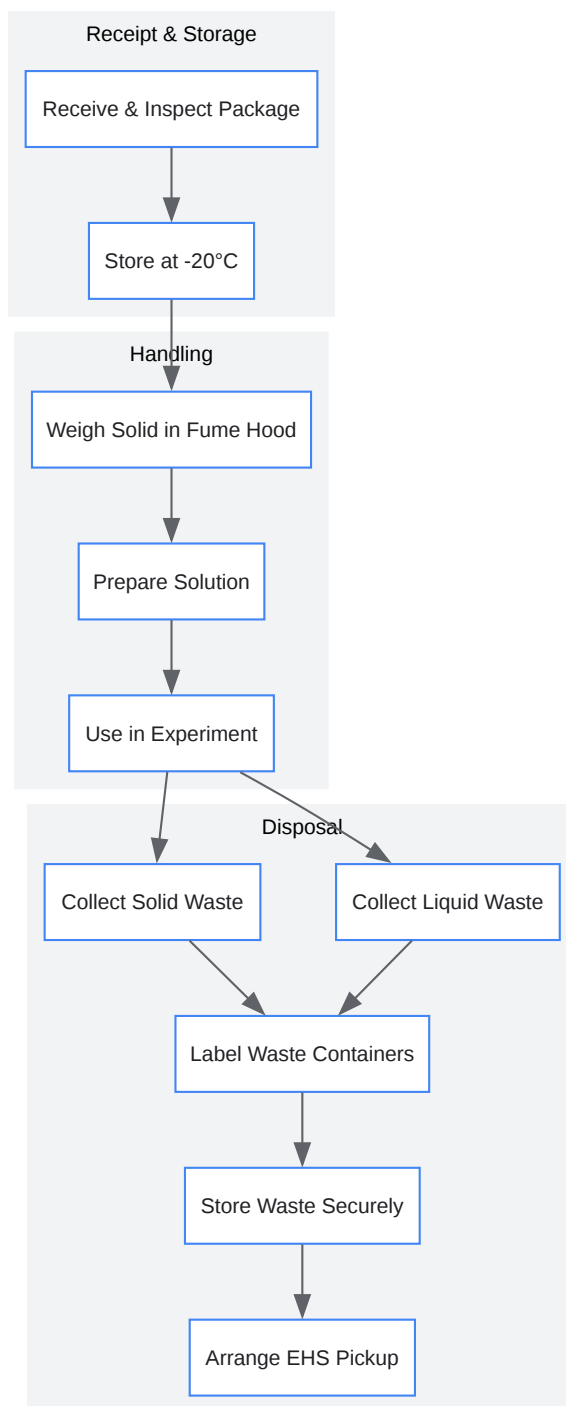 Receipt & Storage
Receive & Inspect Package
Store at -20°C
Handling
Weigh Solid in Fume Hood
Prepare Solution
Use in Experiment
Disposal
Collect Solid Waste
Collect Liquid Waste
Label Waste Containers
Store Waste Securely
Arrange EHS Pickup